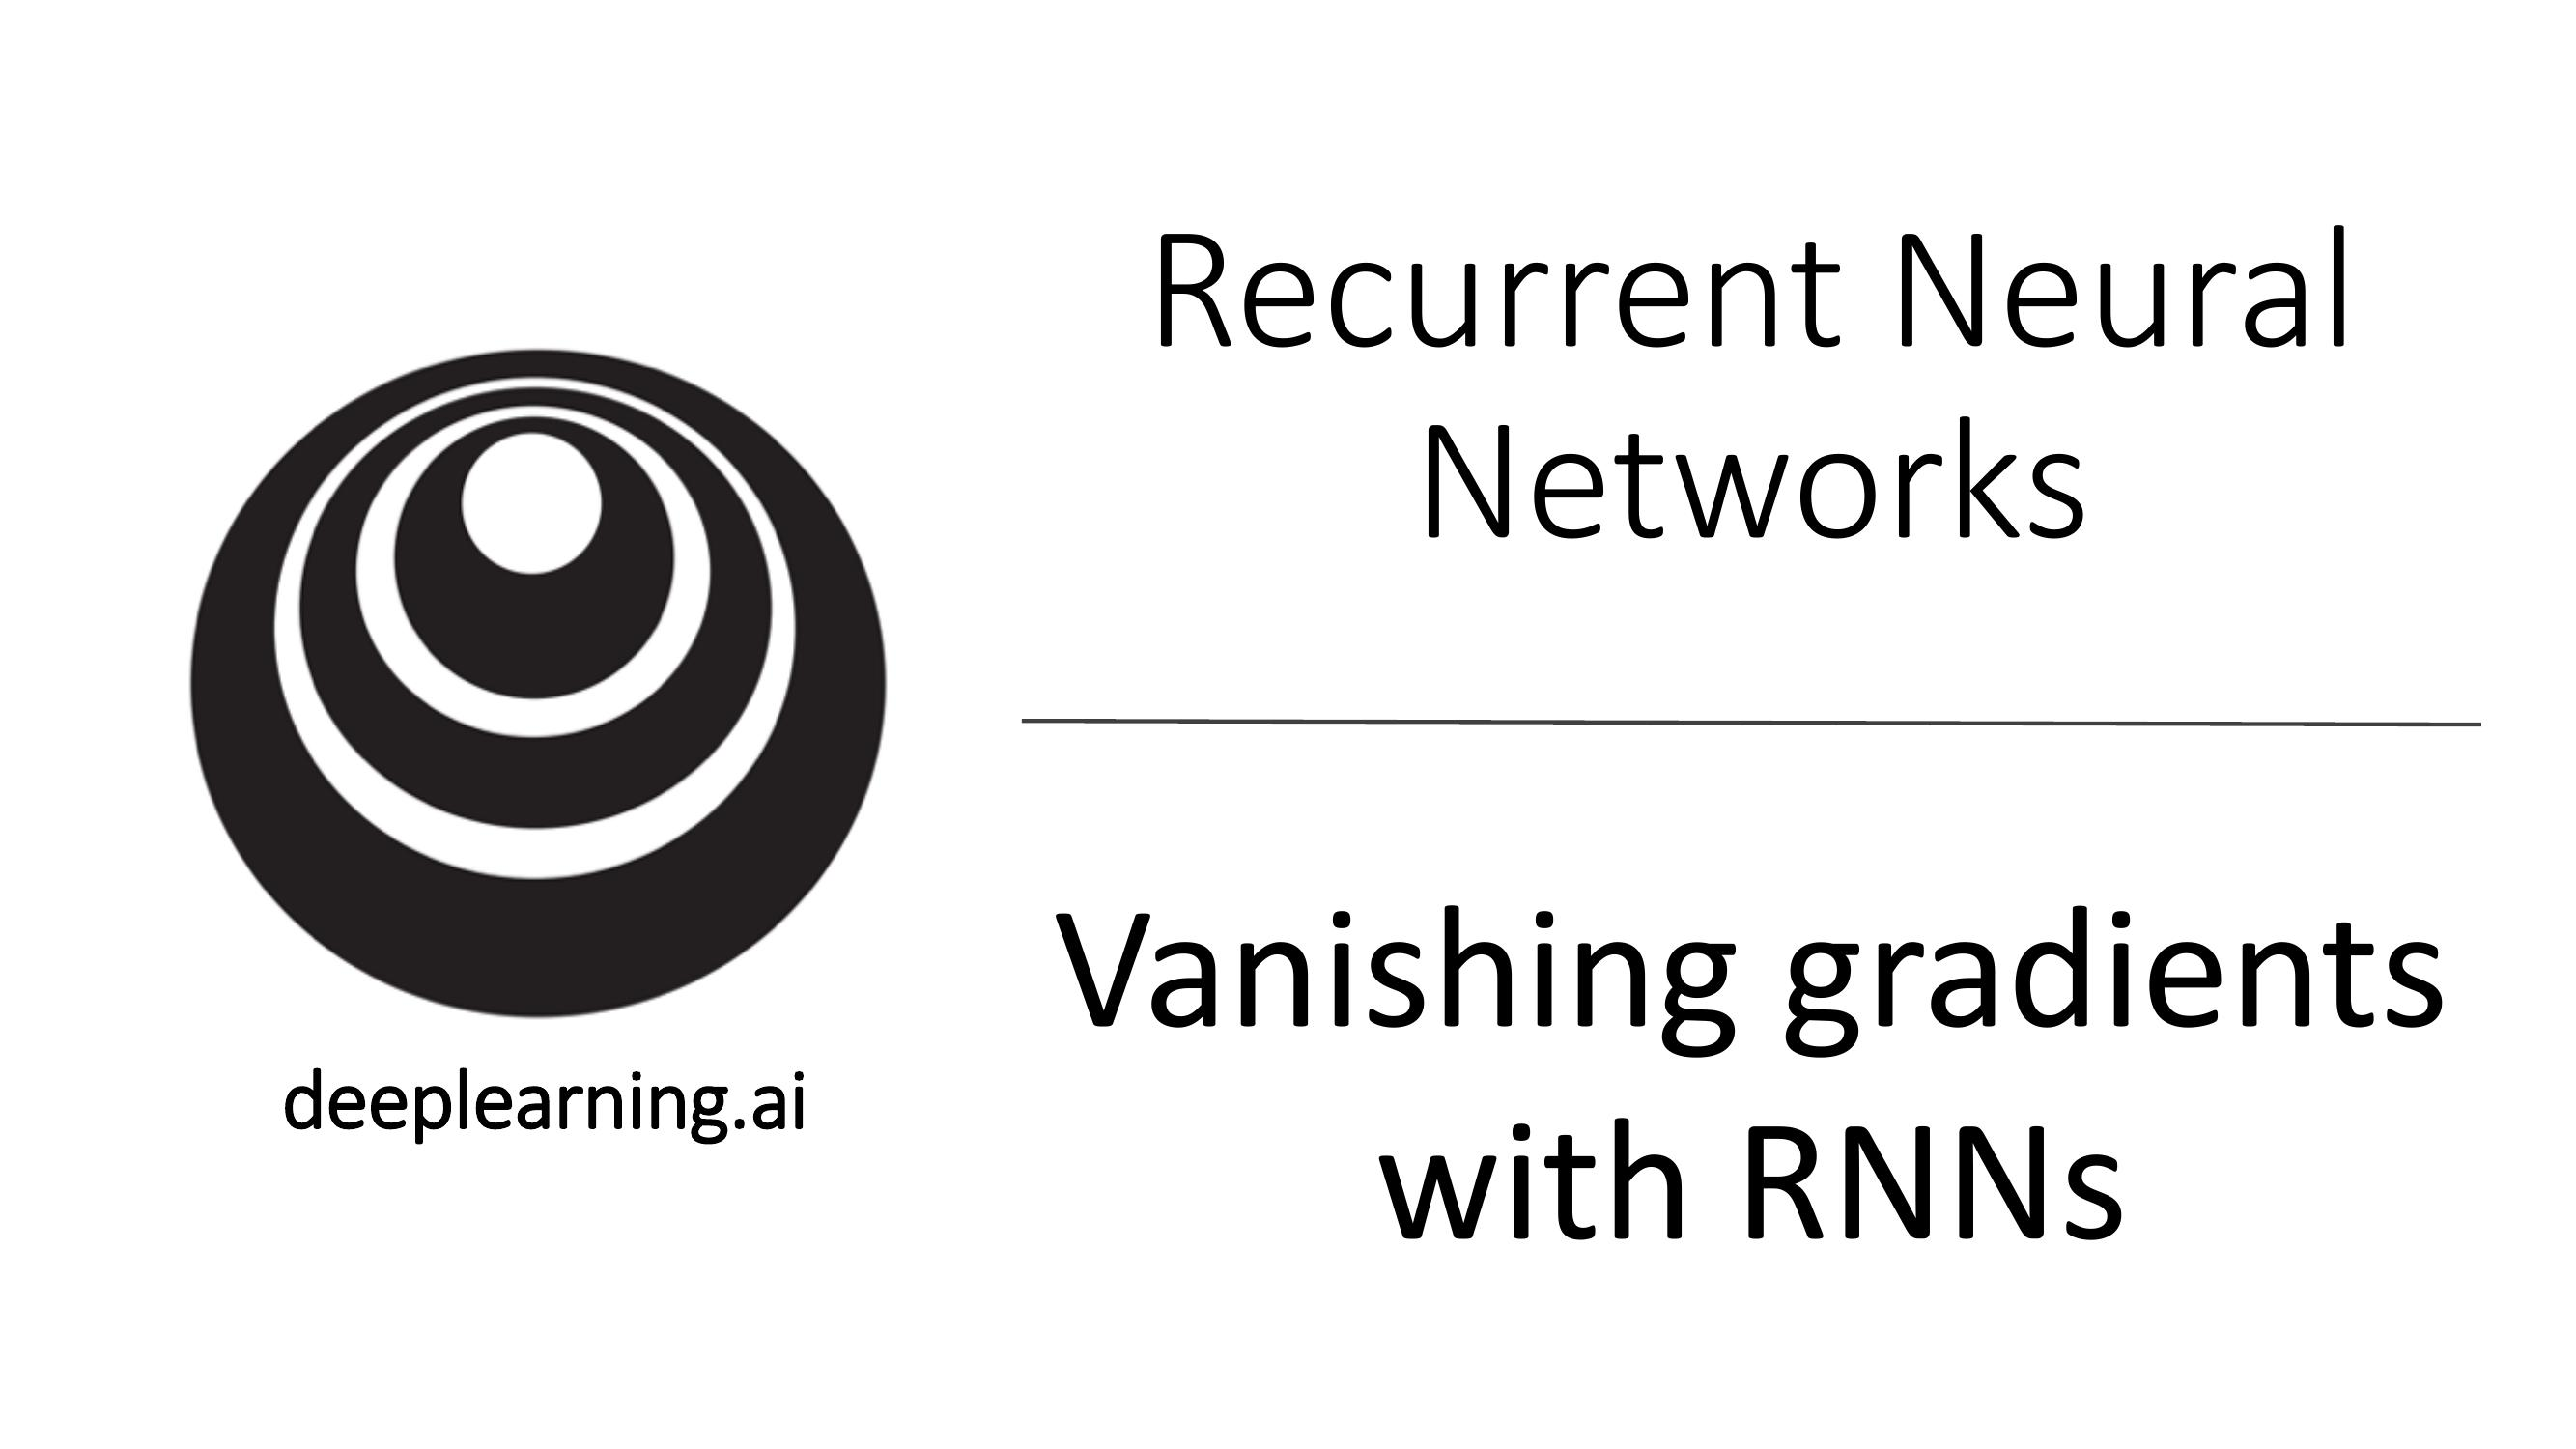 Recurrent Neural
Networks
Vanishing gradients
with RNNs
deeplearning.ai